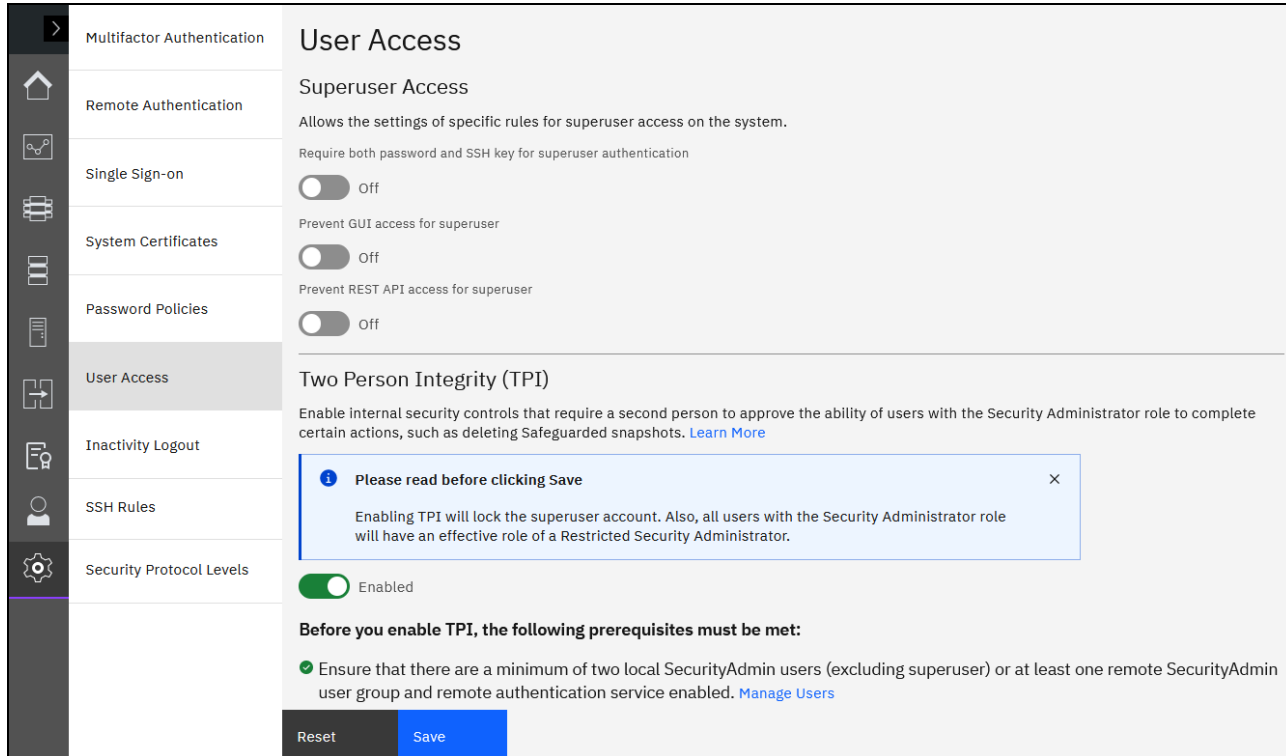 Multifactor Authentication
Remote Authentication
Single Sign-on
System Certificates
Password Policies
User Access
Inactivity Logout
SSH Rules
Security Protocol Levels
User Access
Superuser Access
Allows the settings of specific rules for superuser access on the system.
Require both password and SSH key for superuser authentication
Off
Prevent GUI access for superuser
Off
Prevent REST API access for superuser
Off
Two Person Integrity (TPI)
Enable internal security controls that require a second person to approve the ability of users with the Security Administrator role to complete
certain actions, such as deleting Safeguarded snapshots. Learn More
Please read before clicking Save
Enabling TPI will lock the superuser account. Also, all users with the Security Administrator role
will have an effective role of a Restricted Security Administrator.
Enabled
Before you enable TPI, the following prerequisites must be met:
Ensure that there are a minimum of two local SecurityAdmin users (excluding superuser) or at least one remote SecurityAdmin
user group and remote authentication service enabled. Manage Users
Reset
Save